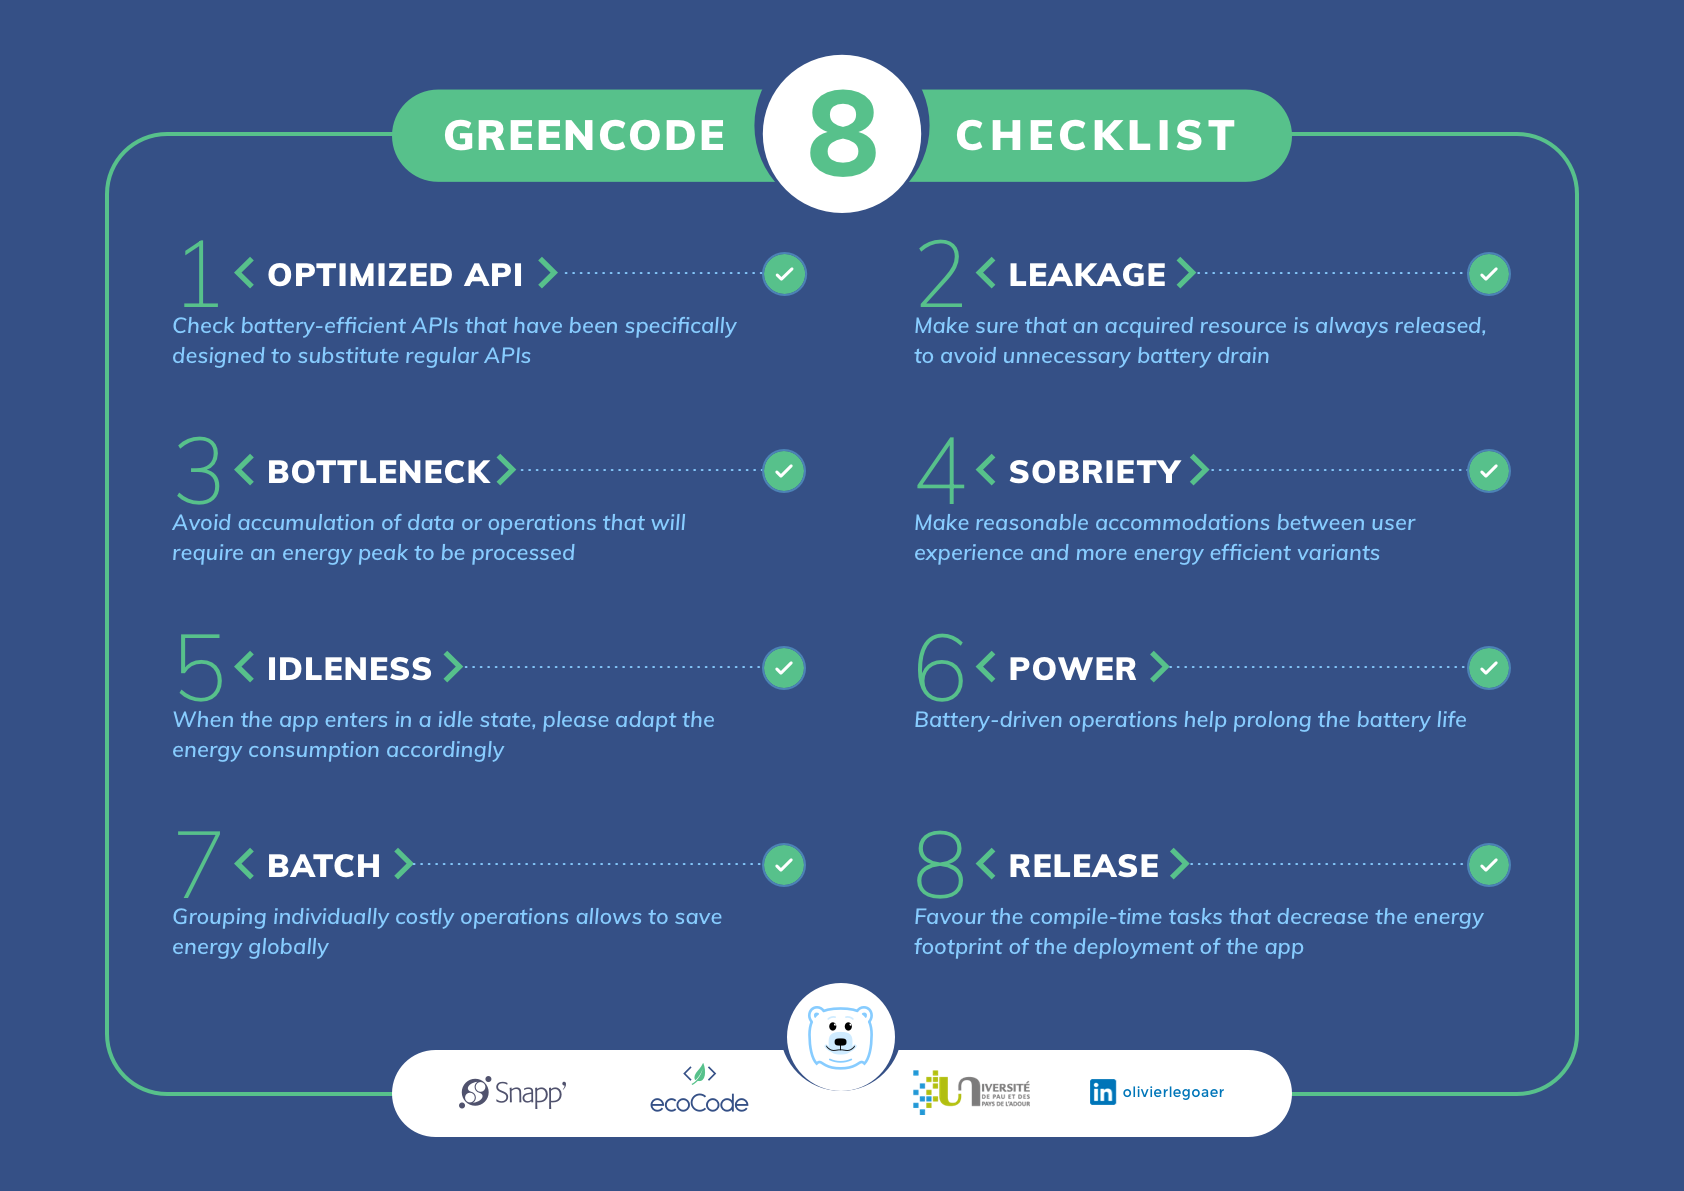 GREENCODE 8 CHECKLIST
1 < OPTIMIZED API >
Check battery-efficient APIs that have been specifically
designed to substitute regular APIs
2 < LEAKAGE >
Make sure that an acquired resource is always released,
to avoid unnecessary battery drain
3 < BOTTLENECK >
Avoid accumulation of data or operations that will
require an energy peak to be processed
4 < SOBRIETY >
Make reasonable accommodations between user
experience and more energy efficient variants
5 < IDLENESS >
When the app enters in a idle state, please adapt the
energy consumption accordingly
6 < POWER >
Battery-driven operations help prolong the battery life
7 < BATCH >
Grouping individually costly operations allows to save
energy globally
8 < RELEASE >
Favour the compile-time tasks that decrease the energy
footprint of the deployment of the app
Snapp'
ecoCode
UNIVERSITÉ
DE PAU ET DES
PAYS DE L'ADOUR
in olivierlegoaer